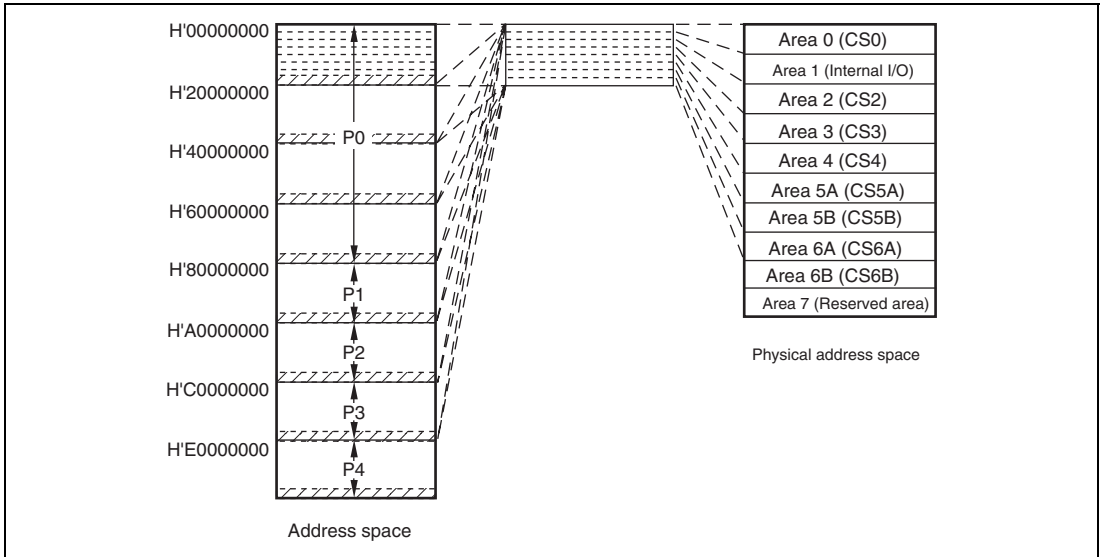 H'00000000
H'20000000
H'40000000
H'60000000
H'80000000
H'A0000000
H'C0000000
H'E0000000
P0
P1
P2
P3
P4
Address space
Area 0 (CS0)
Area 1 (Internal I/O)
Area 2 (CS2)
Area 3 (CS3)
Area 4 (CS4)
Area 5A (CS5A)
Area 5B (CS5B)
Area 6A (CS6A)
Area 6B (CS6B)
Area 7 (Reserved area)
Physical address space